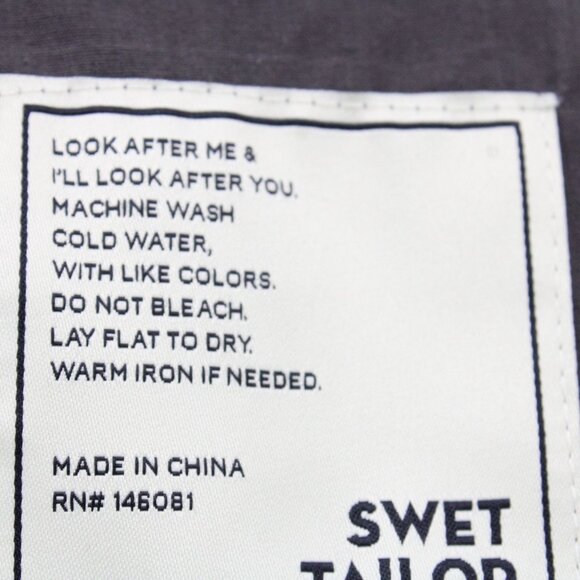 LOOK AFTER ME &
I'LL LOOK AFTER YOU.
MACHINE WASH
COLD WATER,
WITH LIKE COLORS.
DO NOT BLEACH.
LAY FLAT TO DRY.
WARM IRON IF NEEDED.
MADE IN CHINA
RN# 146081
SWET
TAILOR